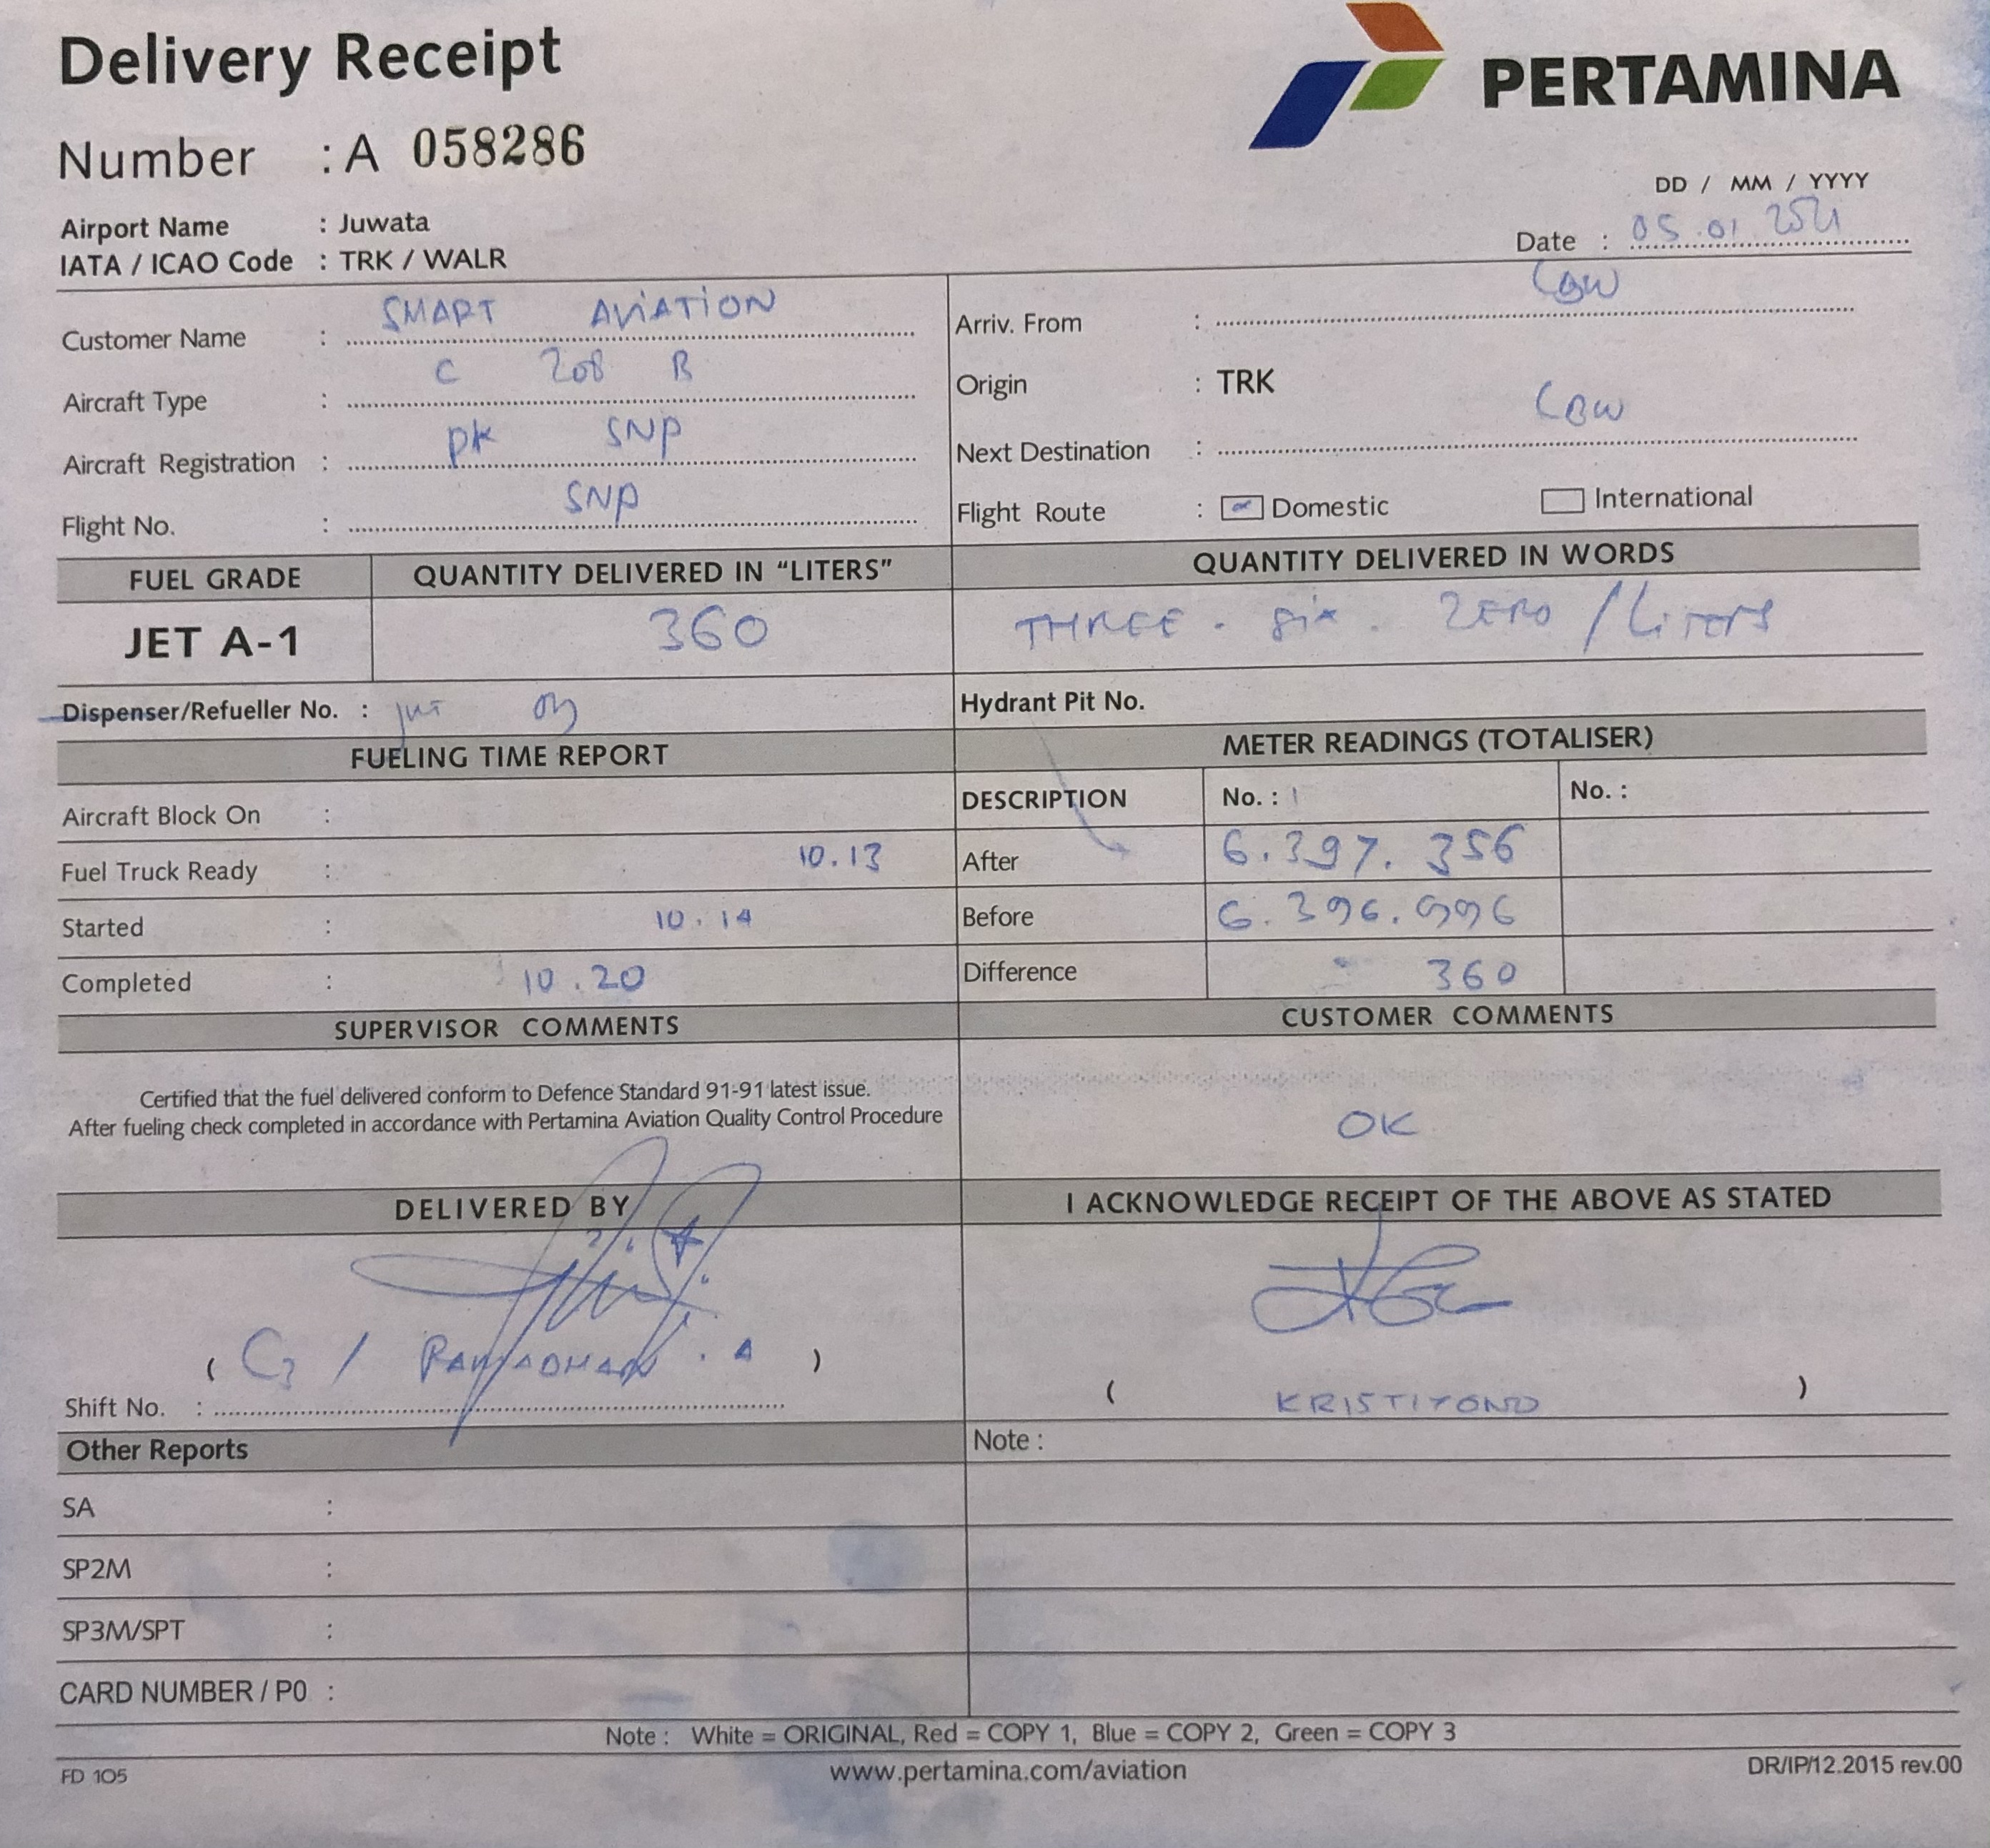 Delivery Receipt
PERTAMINA
Number : A 058286
DD / MM / YYYY
Airport Name : Juwata
Date : 05.01.2021
IATA / ICAO Code : TRK / WALR
Customer Name : SMART AVIATION
Arriv. From : LBW
Aircraft Type : C 208 B
Origin : TRK
Aircraft Registration : PK SNP
Next Destination : LBW
Flight No. : SNP
Flight Route : Domestic International
FUEL GRADE QUANTITY DELIVERED IN "LITERS" QUANTITY DELIVERED IN WORDS
JET A-1 360 THREE . Six . ZERO / LiTERS
Dispenser/Refueller No. :
Hydrant Pit No.
FUELING TIME REPORT METER READINGS (TOTALISER)
Aircraft Block On :
DESCRIPTION No. : 1 No. :
Fuel Truck Ready : 10.13
After 6.397.356
Started : 10.14
Before 6.396.996
Completed : 10.20
Difference 360
SUPERVISOR COMMENTS CUSTOMER COMMENTS
Certified that the fuel delivered conform to Defence Standard 91-91 latest issue.
After fueling check completed in accordance with Pertamina Aviation Quality Control Procedure
OK
DELIVERED BY I ACKNOWLEDGE RECEIPT OF THE ABOVE AS STATED
( C3 / RAMADHAN . A )
( KRISTIYONO )
Shift No. :
Other Reports Note :
SA :
SP2M :
SP3M/SPT :
CARD NUMBER / P0 :
Note : White = ORIGINAL, Red = COPY 1, Blue = COPY 2, Green = COPY 3
FD 105 www.pertamina.com/aviation DR/IP/12.2015 rev.00